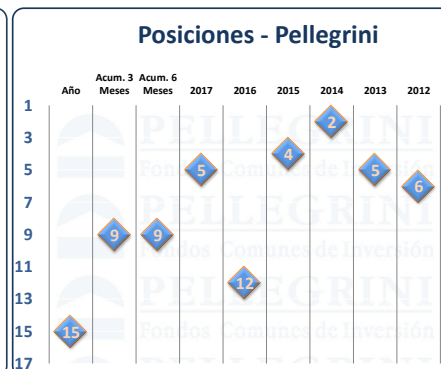 Posiciones - Pellegrini
Año Acum. 3 Meses Acum. 6 Meses 2017 2016 2015 2014 2013 2012
1
3
5
7
9
11
13
15
17
15
9
9
5
12
4
2
5
6
PELLEGRINI
Fondos Comunes de Inversión
PELLEGRINI
Fondos Comunes de Inversión
PELLEGRINI
Fondos Comunes de Inversión